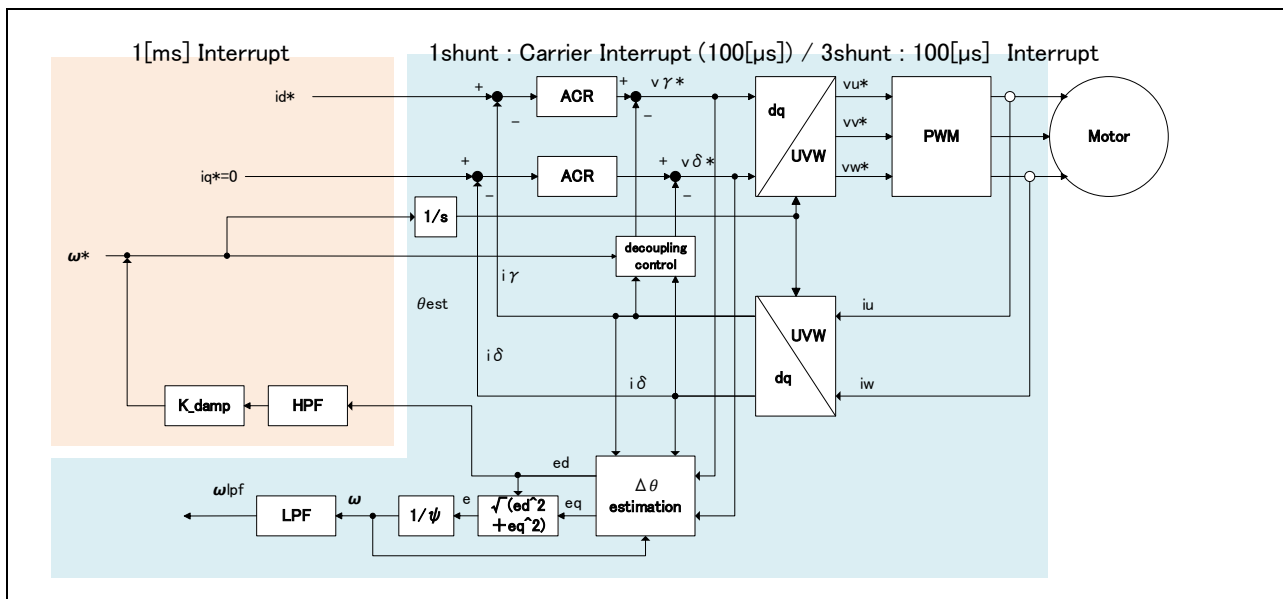 1[ms] Interrupt
1shunt : Carrier Interrupt (100[μs]) / 3shunt : 100[μs] Interrupt
id*
+
−
ACR
+
−
vγ*
dq
UVW
vu*
vv*
vw*
PWM
Motor
iq*=0
+
−
ACR
+
−
vδ*
1/s
ω*
decoupling
control
iγ
θest
iδ
iδ
UVW
dq
iu
iw
K_damp
HPF
ed
Δθ
estimation
ωlpf
LPF
ω
1/ψ
e
√(ed^2
+eq^2)
eq